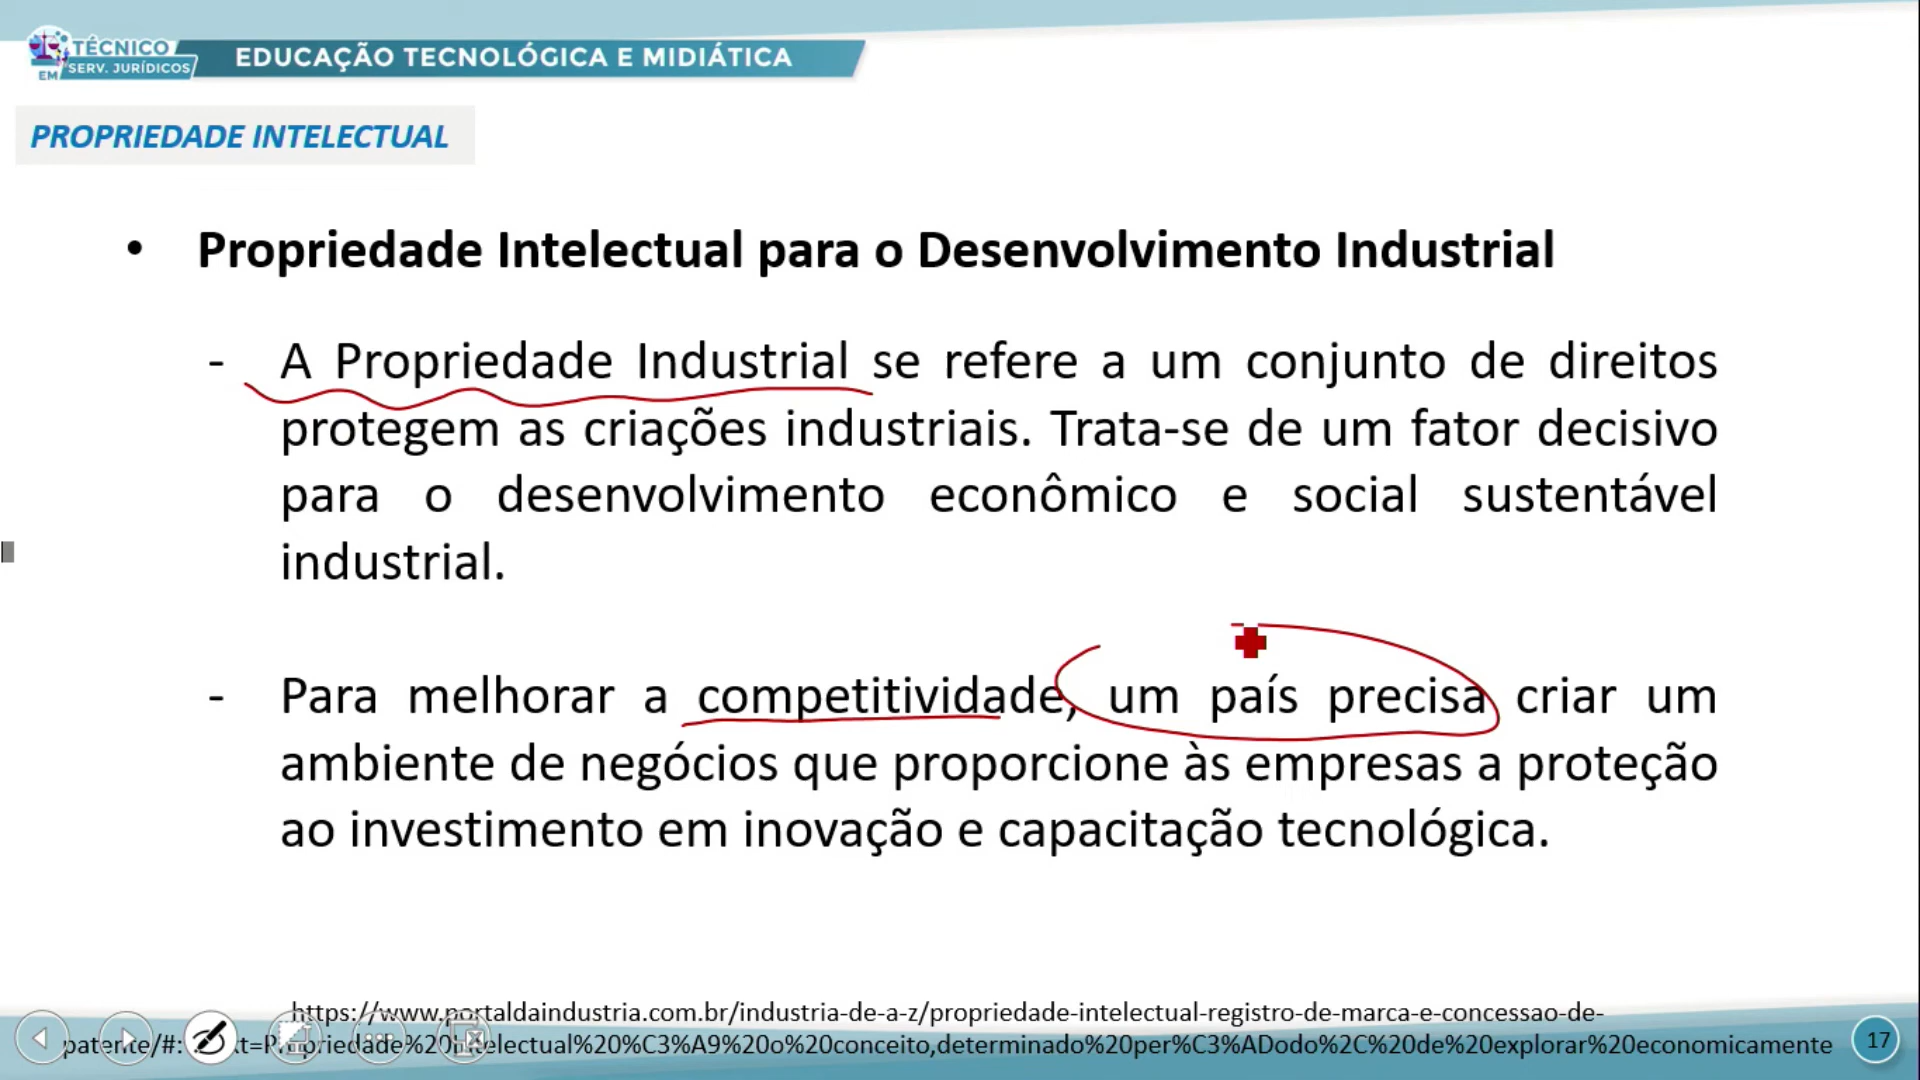 TÉCNICO
EM SERV. JURÍDICOS
EDUCAÇÃO TECNOLÓGICA E MIDIÁTICA
PROPRIEDADE INTELECTUAL
• Propriedade Intelectual para o Desenvolvimento Industrial
- A Propriedade Industrial se refere a um conjunto de direitos
protegem as criações industriais. Trata-se de um fator decisivo
para o desenvolvimento econômico e social sustentável
industrial.
- Para melhorar a competitividade, um país precisa criar um
ambiente de negócios que proporcione às empresas a proteção
ao investimento em inovação e capacitação tecnológica.
https://www.portaldaindustria.com.br/industria-de-a-z/propriedade-intelectual-registro-de-marca-e-concessao-de-
patente/#: Propriedade%20intelectual%20%C3%A9%20o%20conceito,determinado%20per%C3%ADodo%2C%20de%20explorar%20economicamente
17